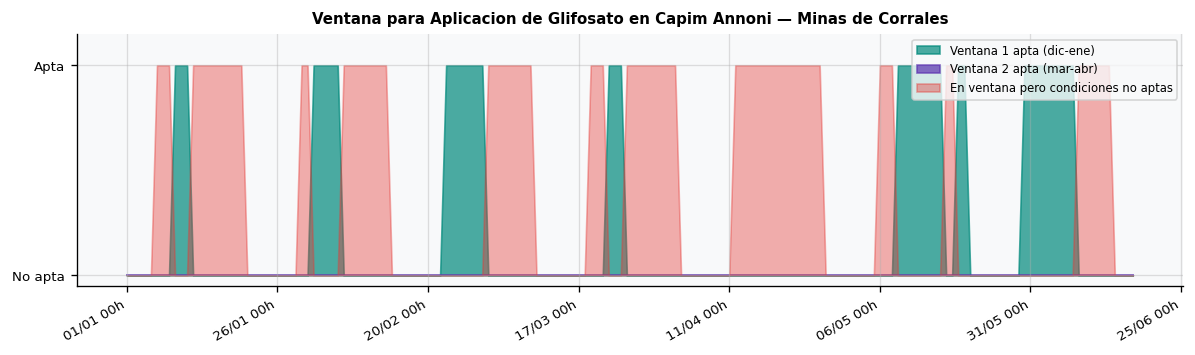 Ventana para Aplicacion de Glifosato en Capim Annoni — Minas de Corrales
Apta
No apta
Ventana 1 apta (dic-ene)
Ventana 2 apta (mar-abr)
En ventana pero condiciones no aptas
01/01 00h
26/01 00h
20/02 00h
17/03 00h
11/04 00h
06/05 00h
31/05 00h
25/06 00h